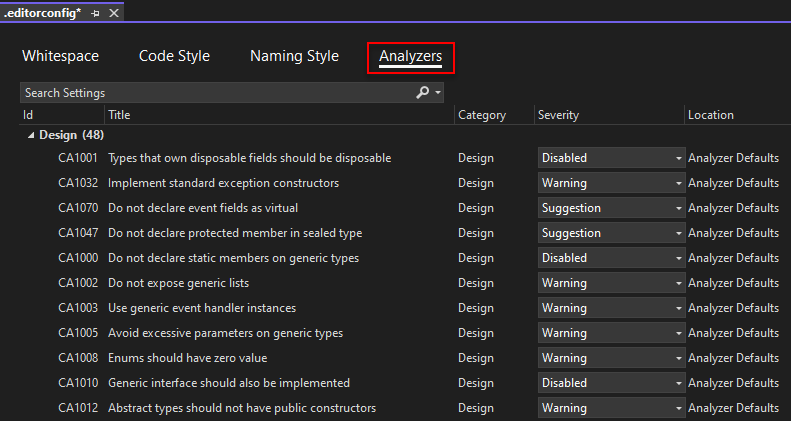 .editorconfig*
Whitespace Code Style Naming Style Analyzers
Search Settings
Id Title Category Severity Location
Design (48)
CA1001 Types that own disposable fields should be disposable Design Disabled Analyzer Defaults
CA1032 Implement standard exception constructors Design Warning Analyzer Defaults
CA1070 Do not declare event fields as virtual Design Suggestion Analyzer Defaults
CA1047 Do not declare protected member in sealed type Design Suggestion Analyzer Defaults
CA1000 Do not declare static members on generic types Design Disabled Analyzer Defaults
CA1002 Do not expose generic lists Design Warning Analyzer Defaults
CA1003 Use generic event handler instances Design Warning Analyzer Defaults
CA1005 Avoid excessive parameters on generic types Design Warning Analyzer Defaults
CA1008 Enums should have zero value Design Warning Analyzer Defaults
CA1010 Generic interface should also be implemented Design Disabled Analyzer Defaults
CA1012 Abstract types should not have public constructors Design Warning Analyzer Defaults